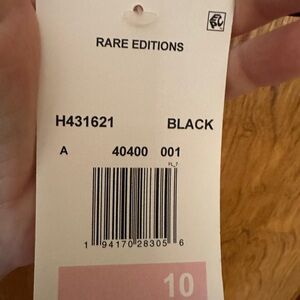 RARE EDITIONS
H431621 BLACK
A 40400 001
1 94170 28305 6
10